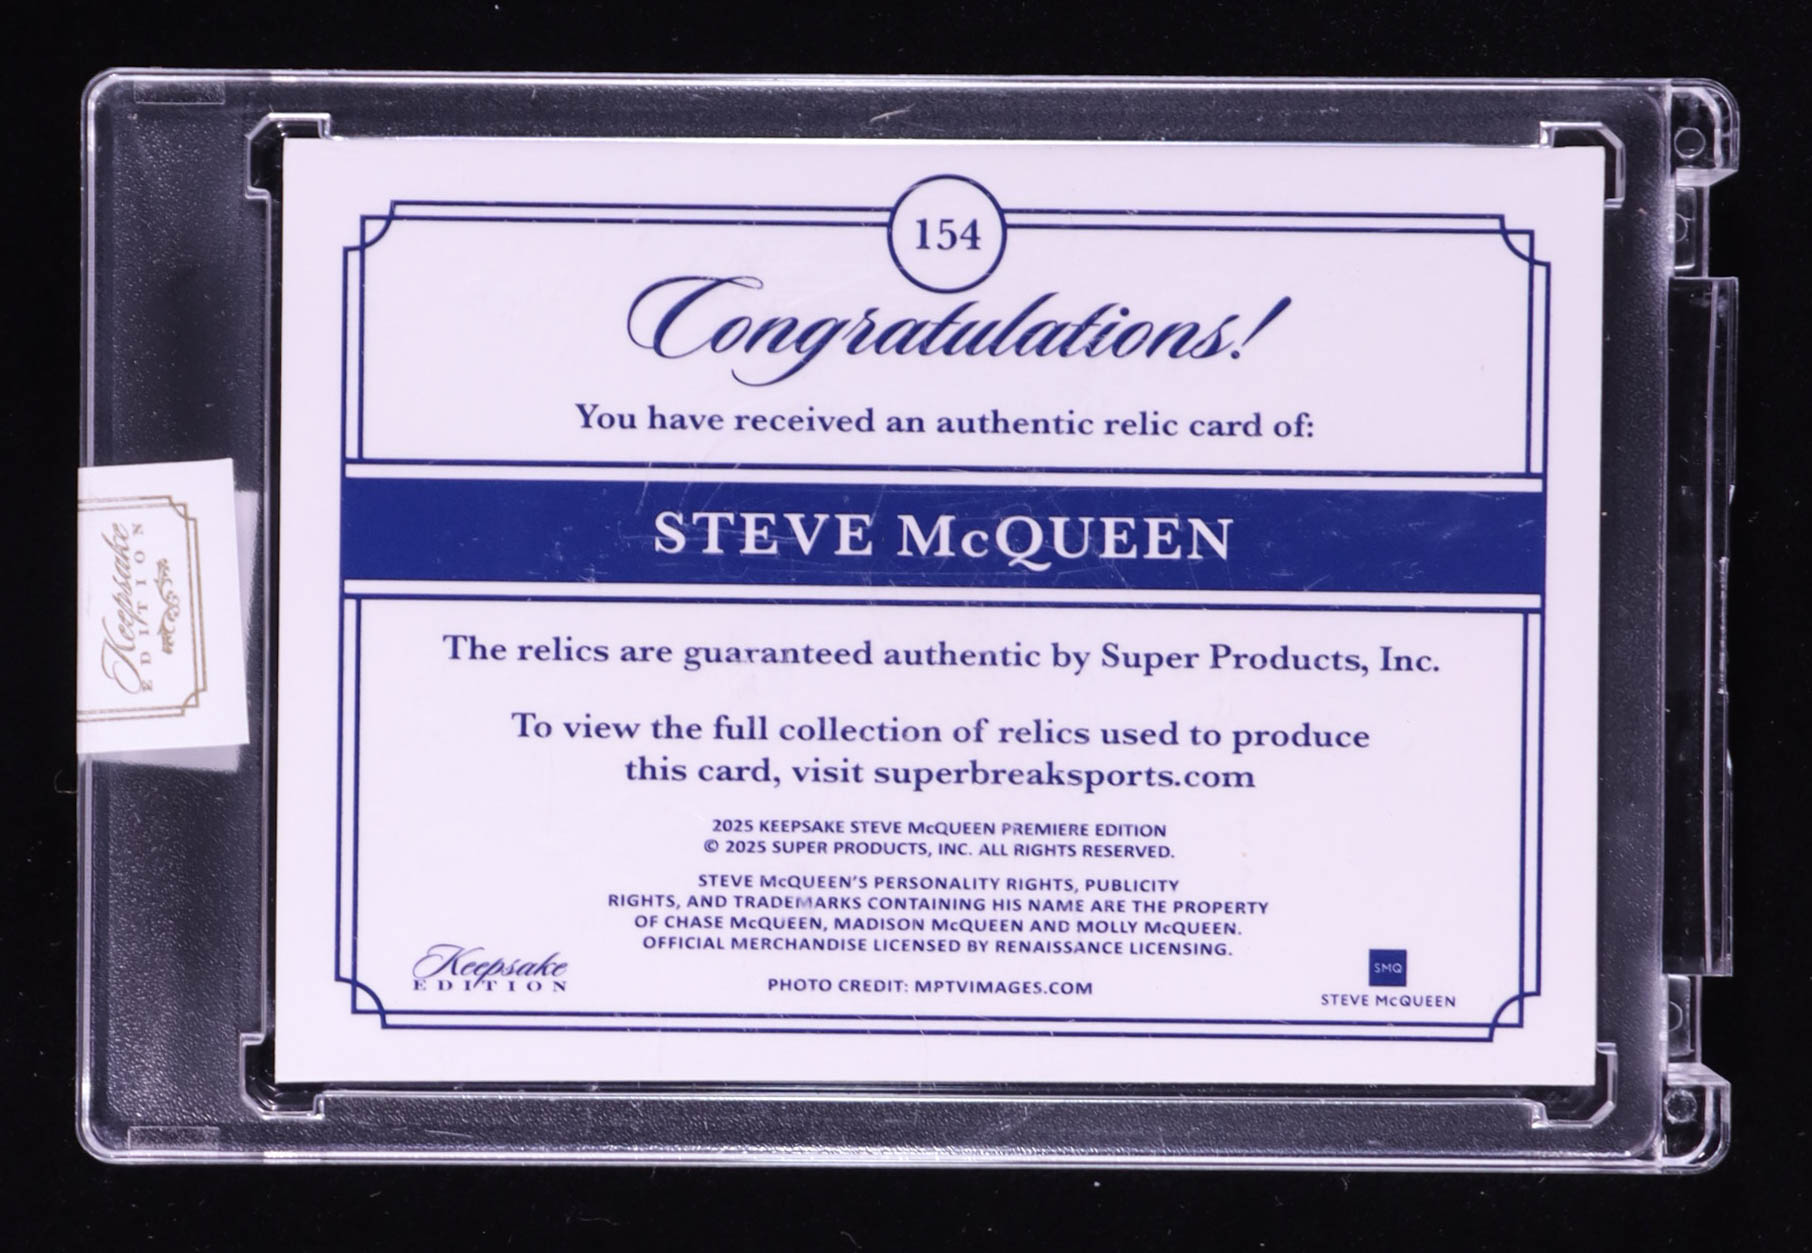 154
Congratulations!
You have received an authentic relic card of:
STEVE McQUEEN
The relics are guaranteed authentic by Super Products, Inc.
To view the full collection of relics used to produce
this card, visit superbreaksports.com
2025 KEEPSAKE STEVE McQUEEN PREMIERE EDITION
© 2025 SUPER PRODUCTS, INC. ALL RIGHTS RESERVED.
STEVE McQUEEN'S PERSONALITY RIGHTS, PUBLICITY
RIGHTS, AND TRADEMARKS CONTAINING HIS NAME ARE THE PROPERTY
OF CHASE McQUEEN, MADISON McQUEEN AND MOLLY McQUEEN.
OFFICIAL MERCHANDISE LICENSED BY RENAISSANCE LICENSING.
PHOTO CREDIT: MPTVIMAGES.COM
Keepsake
EDITION
SMQ
STEVE McQUEEN
Keepsake
EDITION